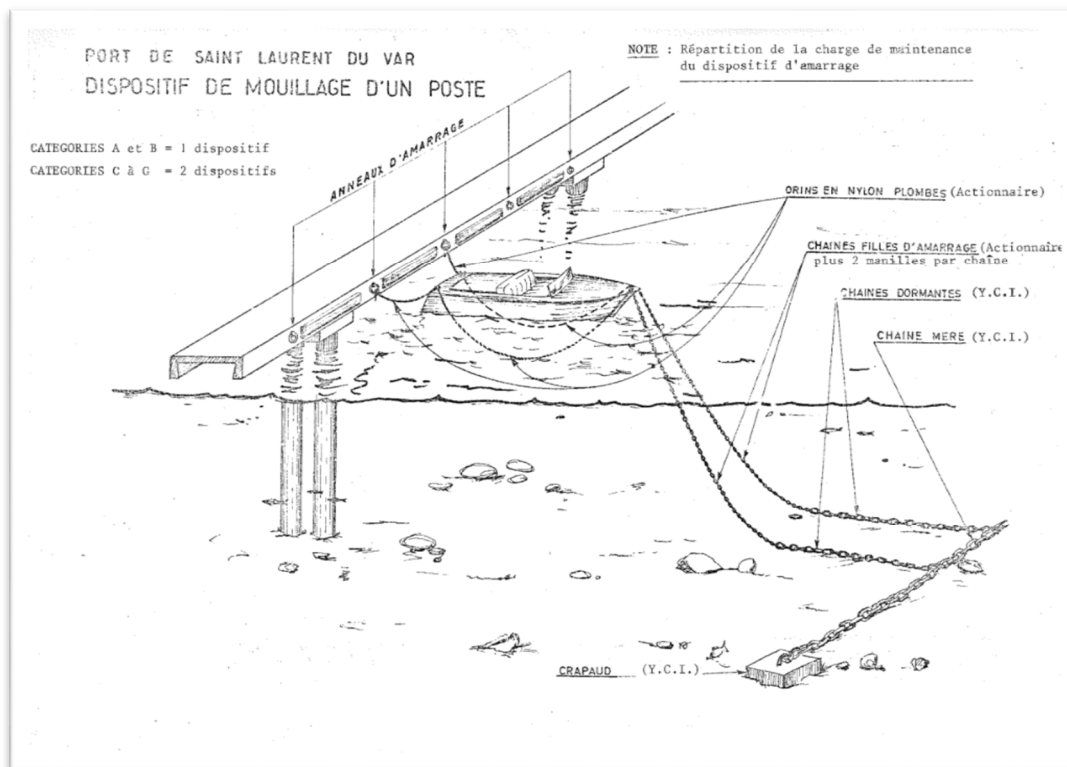 PORT DE SAINT LAURENT DU VAR
DISPOSITIF DE MOUILLAGE D'UN POSTE
NOTE : Répartition de la charge de maintenance
du dispositif d'amarrage
CATEGORIES A et B = 1 dispositif
CATEGORIES C à G = 2 dispositifs
ANNEAUX D'AMARRAGE
ORINS EN NYLON PLOMBES (Actionnaire)
CHAINES FILLES D'AMARRAGE (Actionnaire
plus 2 manilles par chaîne
CHAINES DORMANTES (Y.C.I.)
CHAINE MERE (Y.C.I.)
CRAPAUD (Y.C.I.)